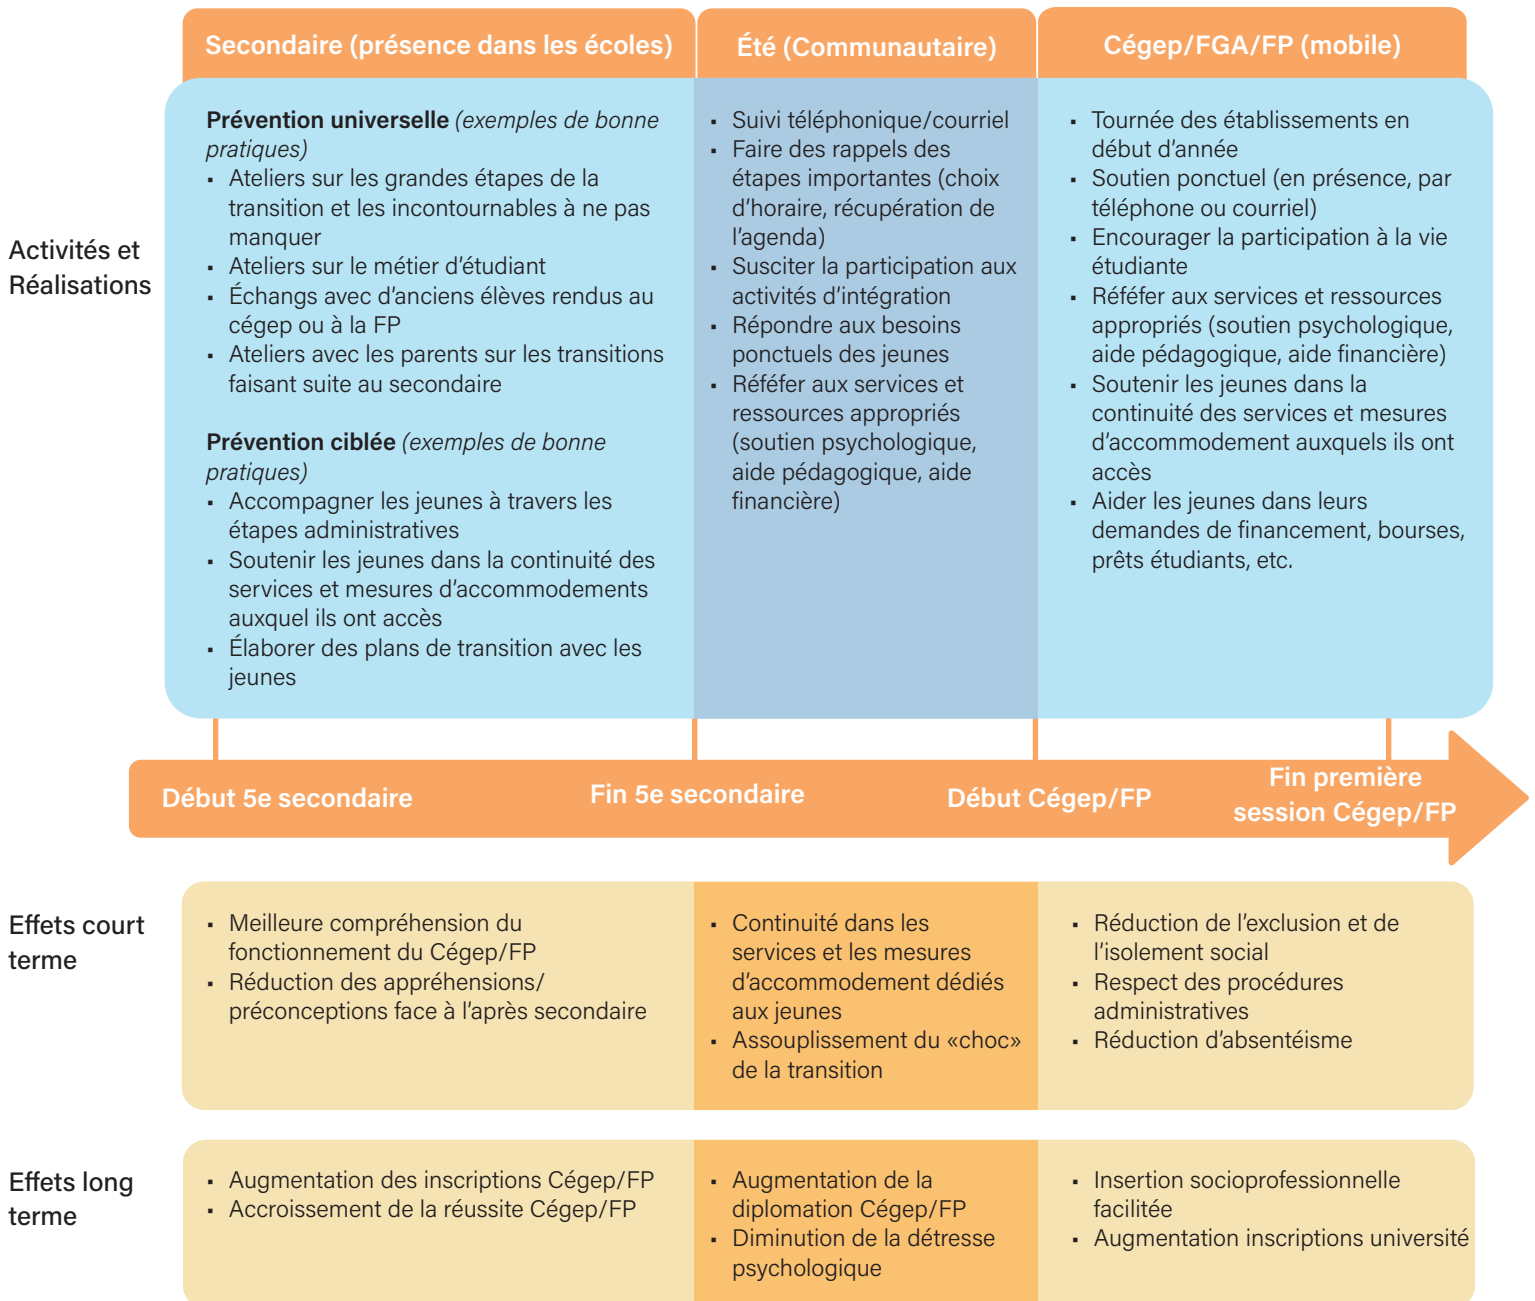 Secondaire (présence dans les écoles)
Été (Communautaire)
Cégep/FGA/FP (mobile)
Activités et
Réalisations
Prévention universelle (exemples de bonne
pratiques)
▪ Ateliers sur les grandes étapes de la
transition et les incontournables à ne pas
manquer
▪ Ateliers sur le métier d’étudiant
▪ Échangs avec d’anciens élèves rendus au
cégep ou à la FP
▪ Ateliers avec les parents sur les transitions
faisant suite au secondaire
Prévention ciblée (exemples de bonne
pratiques)
▪ Accompagner les jeunes à travers les
étapes administratives
▪ Soutenir les jeunes dans la continuité des
services et mesures d’accommodements
auxquel ils ont accès
▪ Élaborer des plans de transition avec les
jeunes
▪ Suivi téléphonique/courriel
▪ Faire des rappels des
étapes importantes (choix
d’horaire, récupération de
l’agenda)
▪ Susciter la participation aux
activités d’intégration
▪ Répondre aux besoins
ponctuels des jeunes
▪ Référer aux services et
ressources appropriés
(soutien psychologique,
aide pédagogique, aide
financière)
▪ Tournée des établissements en
début d’année
▪ Soutien ponctuel (en présence, par
téléphone ou courriel)
▪ Encourager la participation à la vie
étudiante
▪ Référer aux services et ressources
appropriés (soutien psychologique,
aide pédagogique, aide financière)
▪ Soutenir les jeunes dans la
continuité des services et mesures
d’accommodement auxquels ils ont
accès
▪ Aider les jeunes dans leurs
demandes de financement, bourses,
prêts étudiants, etc.
Début 5e secondaire
Fin 5e secondaire
Début Cégep/FP
Fin première
session Cégep/FP
Effets court
terme
▪ Meilleure compréhension du
fonctionnement du Cégep/FP
▪ Réduction des appréhensions/
préconceptions face à l’après secondaire
▪ Continuité dans les
services et les mesures
d’accommodement dédiés
aux jeunes
▪ Assouplissement du «choc»
de la transition
▪ Réduction de l’exclusion et de
l’isolement social
▪ Respect des procédures
administratives
▪ Réduction d’absentéisme
Effets long
terme
▪ Augmentation des inscriptions Cégep/FP
▪ Accroissement de la réussite Cégep/FP
▪ Augmentation de la
diplomation Cégep/FP
▪ Diminution de la détresse
psychologique
▪ Insertion socioprofessionnelle
facilitée
▪ Augmentation inscriptions université